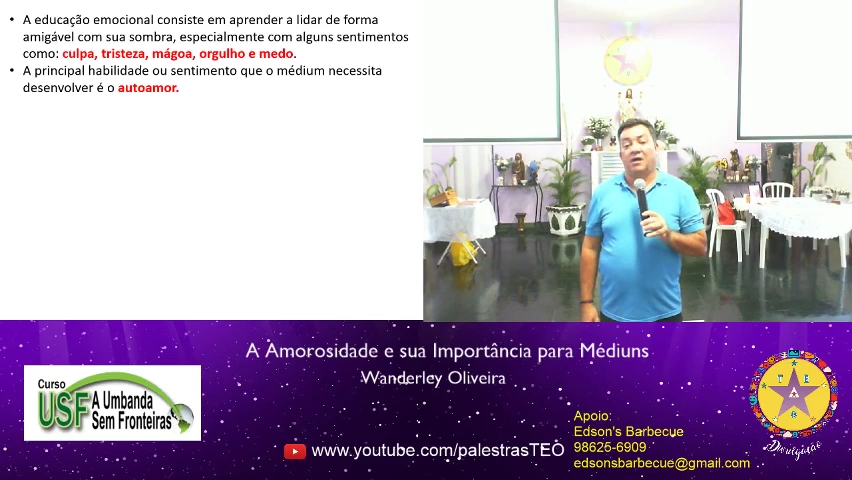 • A educação emocional consiste em aprender a lidar de forma
amigável com sua sombra, especialmente com alguns sentimentos
como: culpa, tristeza, mágoa, orgulho e medo.
• A principal habilidade ou sentimento que o médium necessita
desenvolver é o autoamor.
A Amorosidade e sua Importância para Médiuns
Wanderley Oliveira
Curso
USF A Umbanda
Sem Fronteiras
www.youtube.com/palestrasTEO
Apoio:
Edson's Barbecue
98625-6909
edsonsbarbecue@gmail.com
Divulgação